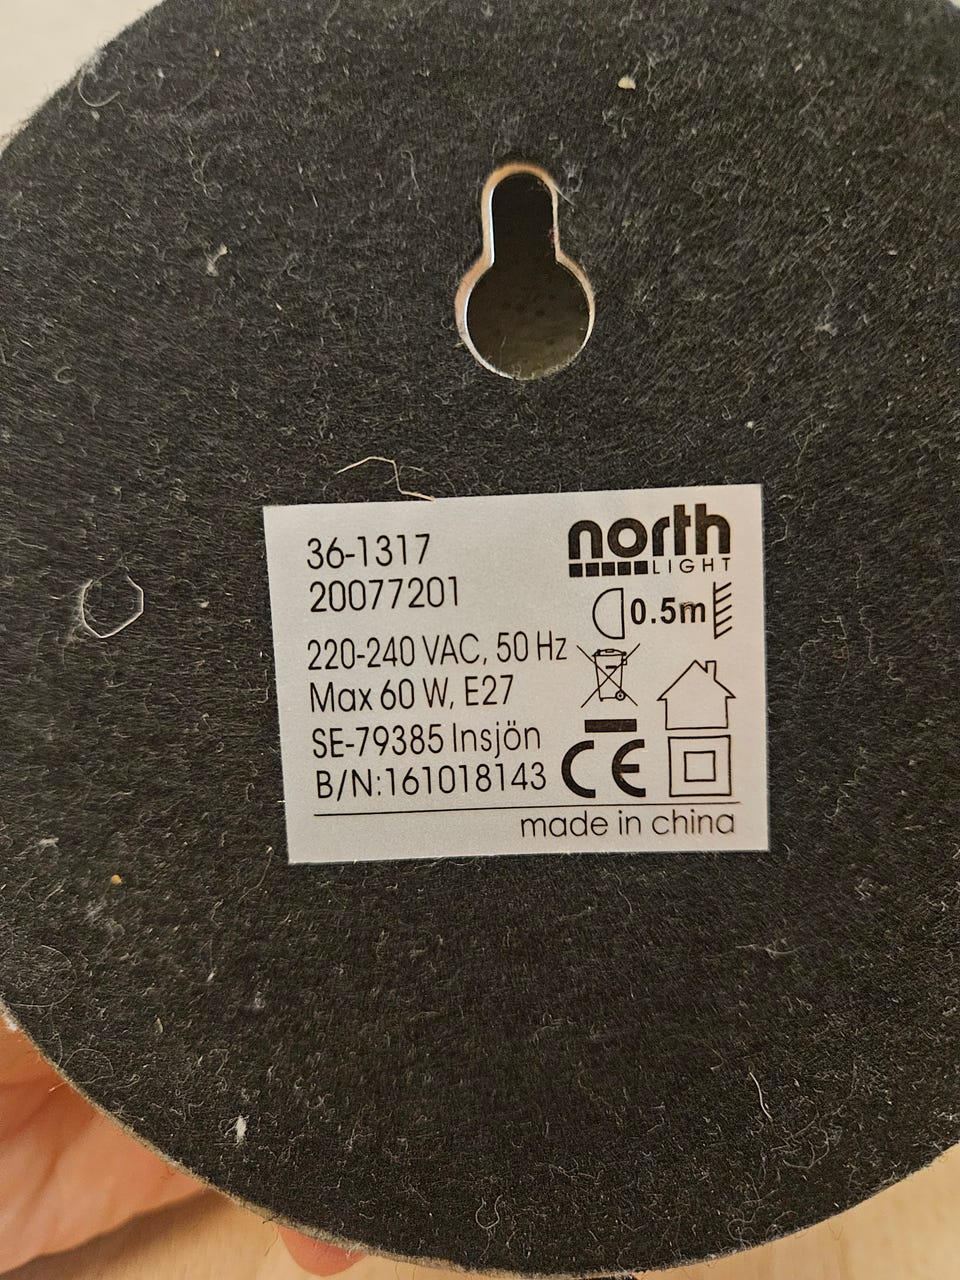 36-1317
20077201
220-240 VAC, 50 Hz
Max 60 W, E27
SE-79385 Insjön
B/N:161018143
north
LIGHT
0.5m
CE
made in china